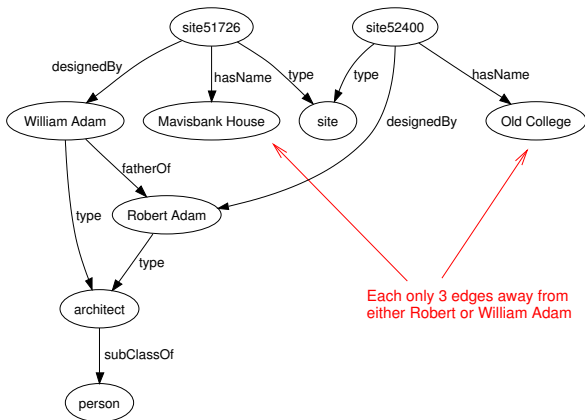 site51726
site52400
designedBy
hasName
type
type
hasName
William Adam
Mavisbank House
site
designedBy
Old College
fatherOf
type
Robert Adam
type
architect
Each only 3 edges away from
either Robert or William Adam
subClassOf
person